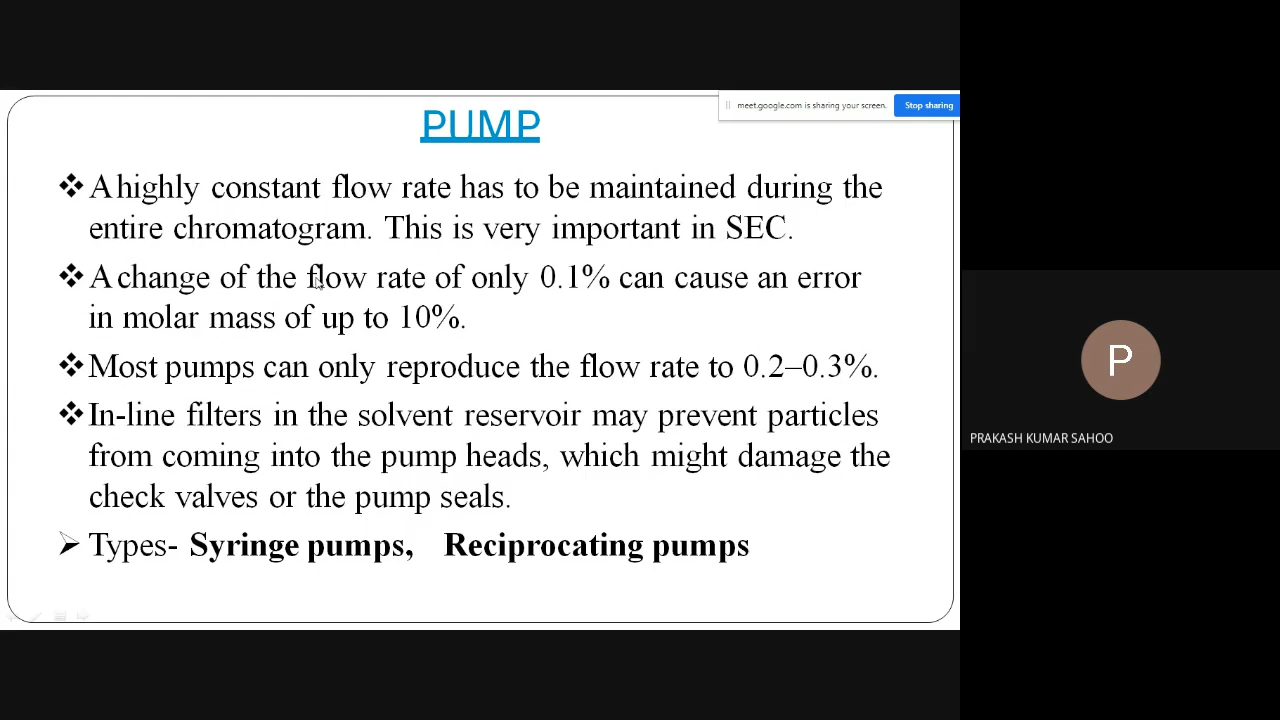 meet.google.com is sharing your screen.
Stop sharing
PUMP
A highly constant flow rate has to be maintained during the
entire chromatogram. This is very important in SEC.
A change of the flow rate of only 0.1% can cause an error
in molar mass of up to 10%.
Most pumps can only reproduce the flow rate to 0.2–0.3%.
In-line filters in the solvent reservoir may prevent particles
from coming into the pump heads, which might damage the
check valves or the pump seals.
Types- Syringe pumps, Reciprocating pumps
P
PRAKASH KUMAR SAHOO